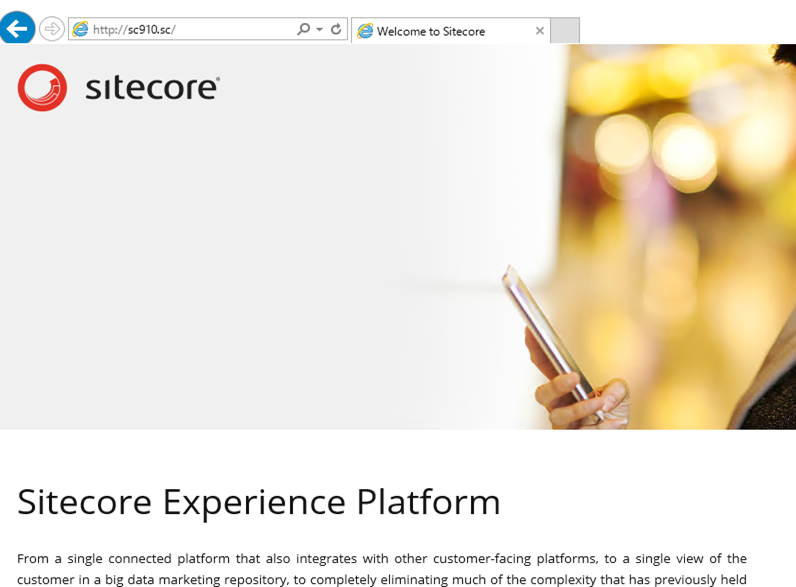 http://sc910.sc/
Welcome to Sitecore
sitecore®
Sitecore Experience Platform
From a single connected platform that also integrates with other customer-facing platforms, to a single view of the
customer in a big data marketing repository, to completely eliminating much of the complexity that has previously held